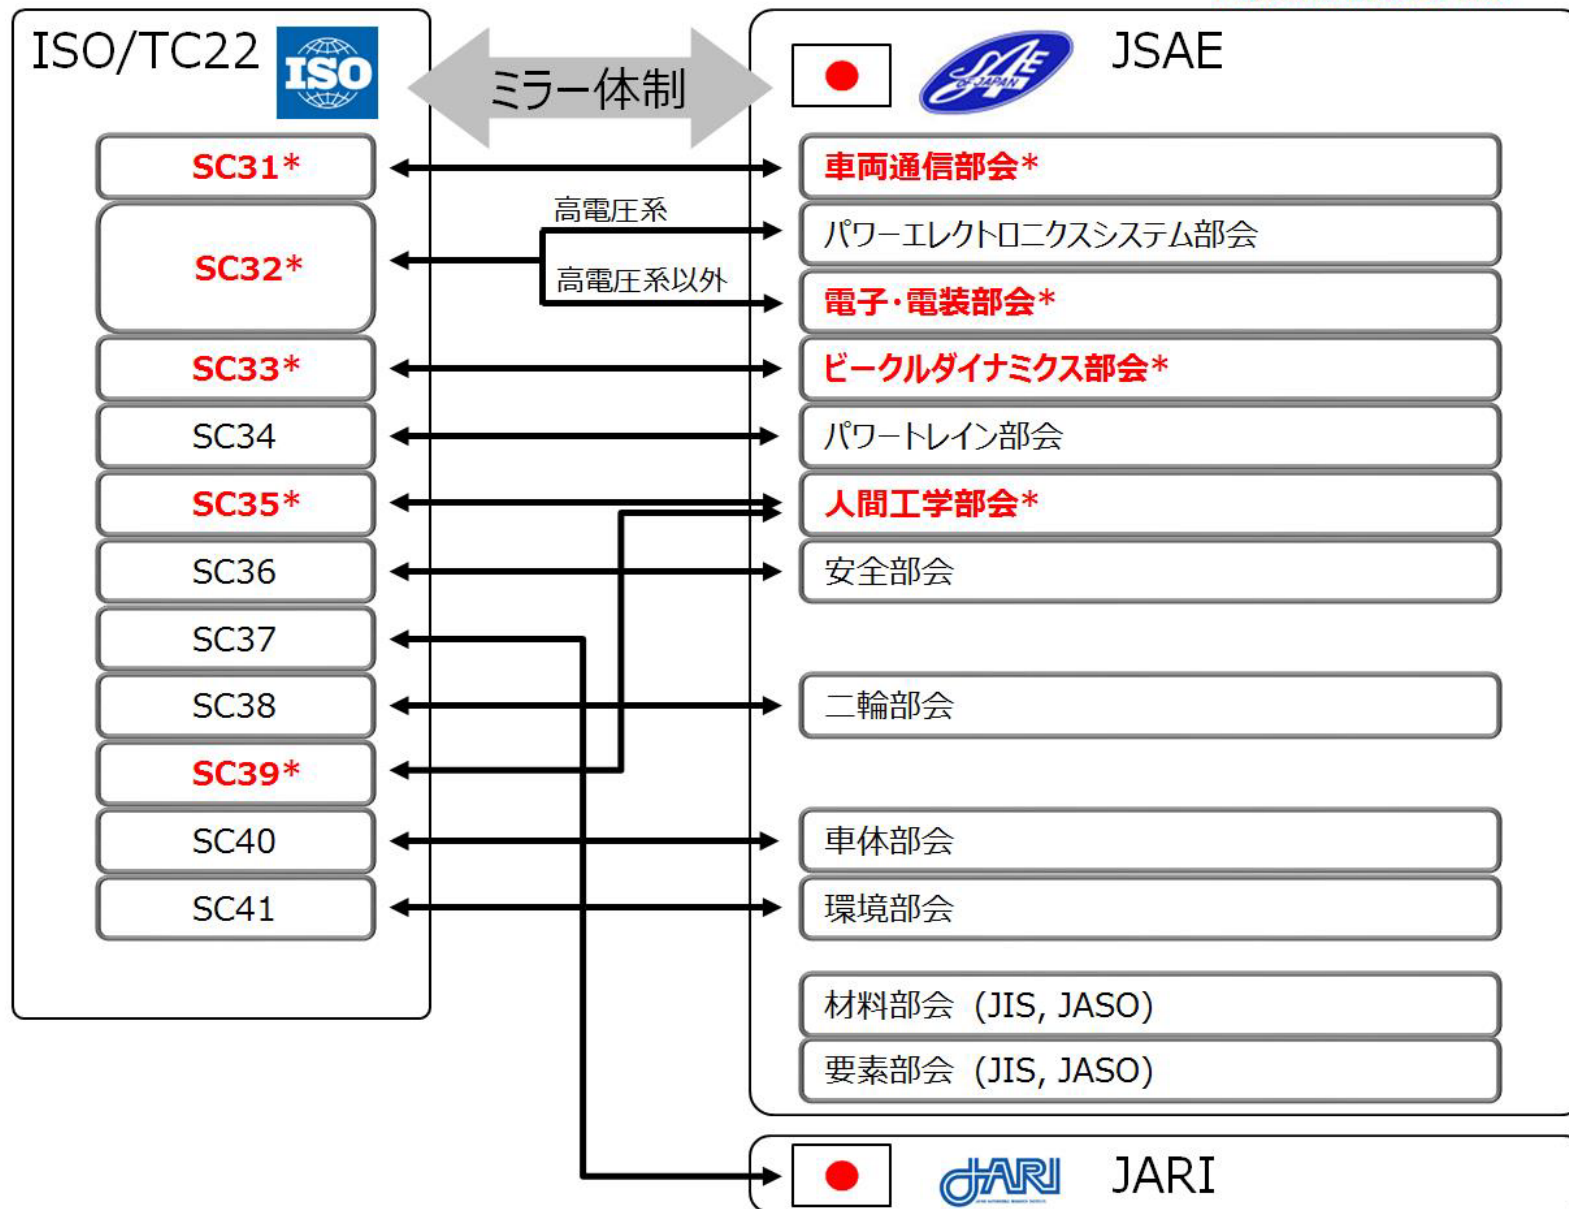 ISO/TC22
ISO
ミラー体制
SAE
OF JAPAN
JSAE
SC31*
車両通信部会*
SC32*
高電圧系
パワーエレクトロニクスシステム部会
高電圧系以外
電子・電装部会*
SC33*
ビークルダイナミクス部会*
SC34
パワートレイン部会
SC35*
人間工学部会*
SC36
安全部会
SC37
SC38
二輪部会
SC39*
SC40
車体部会
SC41
環境部会
材料部会 (JIS, JASO)
要素部会 (JIS, JASO)
JARI
JARI